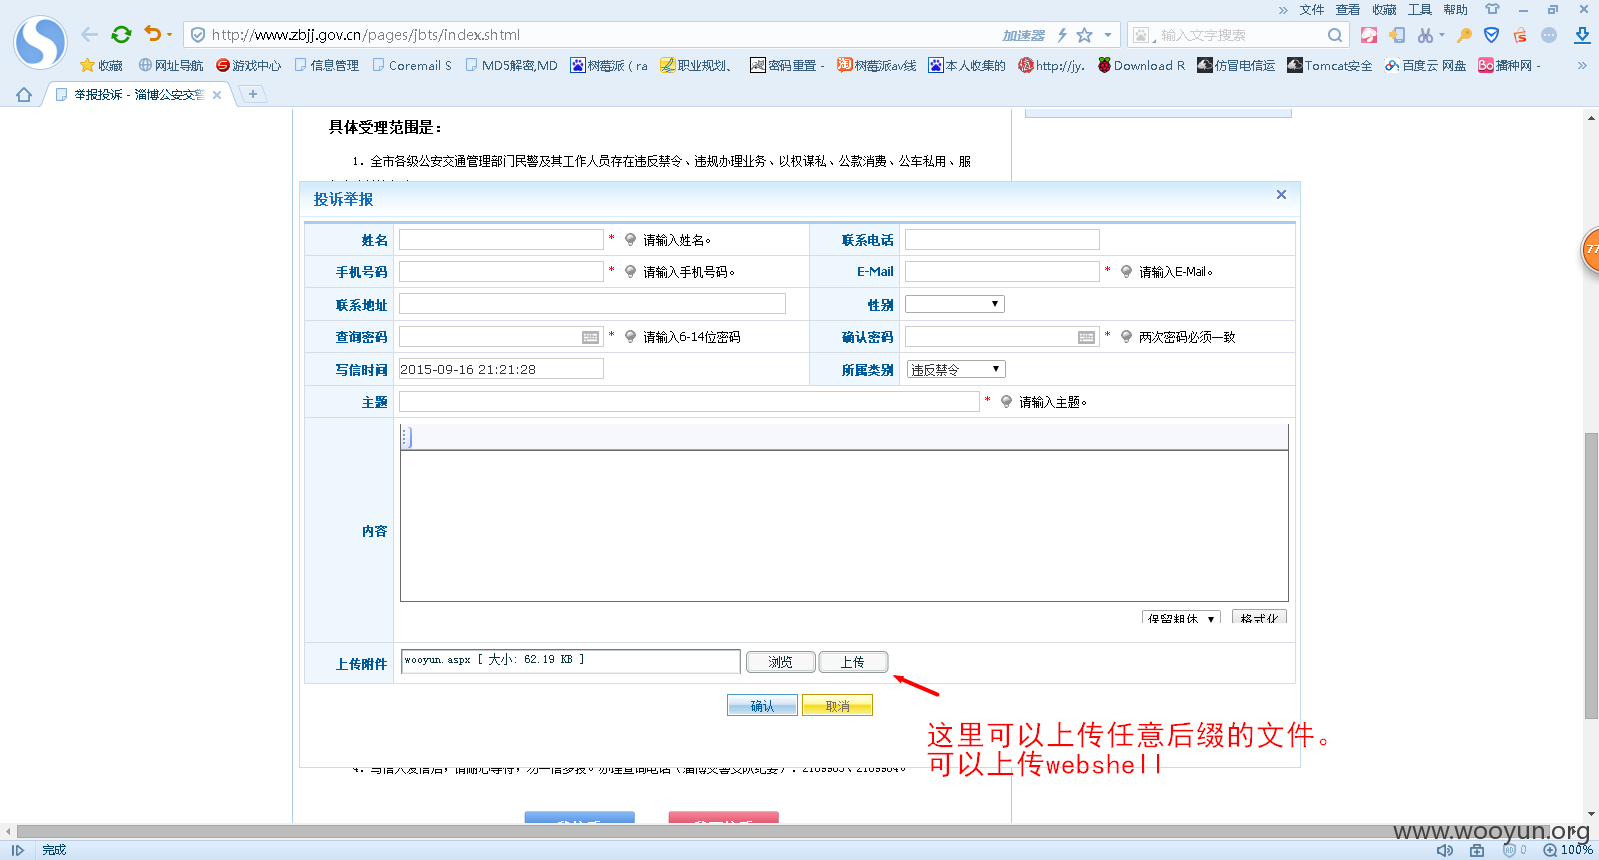 文件 查看 收藏 工具 帮助
http://www.zbjj.gov.cn/pages/jbts/index.shtml 加速器 输入文字搜索
收藏 网址导航 游戏中心 信息管理 Coremail S MD5解密,MD 树莓派（ra 职业规划、 密码重置 - 树莓派av线 本人收集的 http://jy. Download R 仿冒电信运 Tomcat安全 百度云 网盘 播种网 -
举报投诉 - 淄博公安交警
具体受理范围是：
1. 全市各级公安交通管理部门民警及其工作人员存在违反禁令、违规办理业务、以权谋私、公款消费、公车私用、服
77
投诉举报
姓名 * 请输入姓名。 联系电话
手机号码 * 请输入手机号码。 E-Mail * 请输入E-Mail。
联系地址 性别
查询密码 * 请输入6-14位密码 确认密码 * 两次密码必须一致
写信时间 2015-09-16 21:21:28 所属类别 违反禁令
主题 * 请输入主题。
内容
保留粗体 格式化
上传附件 wooyun.aspx [ 大小: 62.19 KB ] 浏览 上传
确认 取消
这里可以上传任意后缀的文件。
可以上传webshell
www.wooyun.org
完成 0 100%